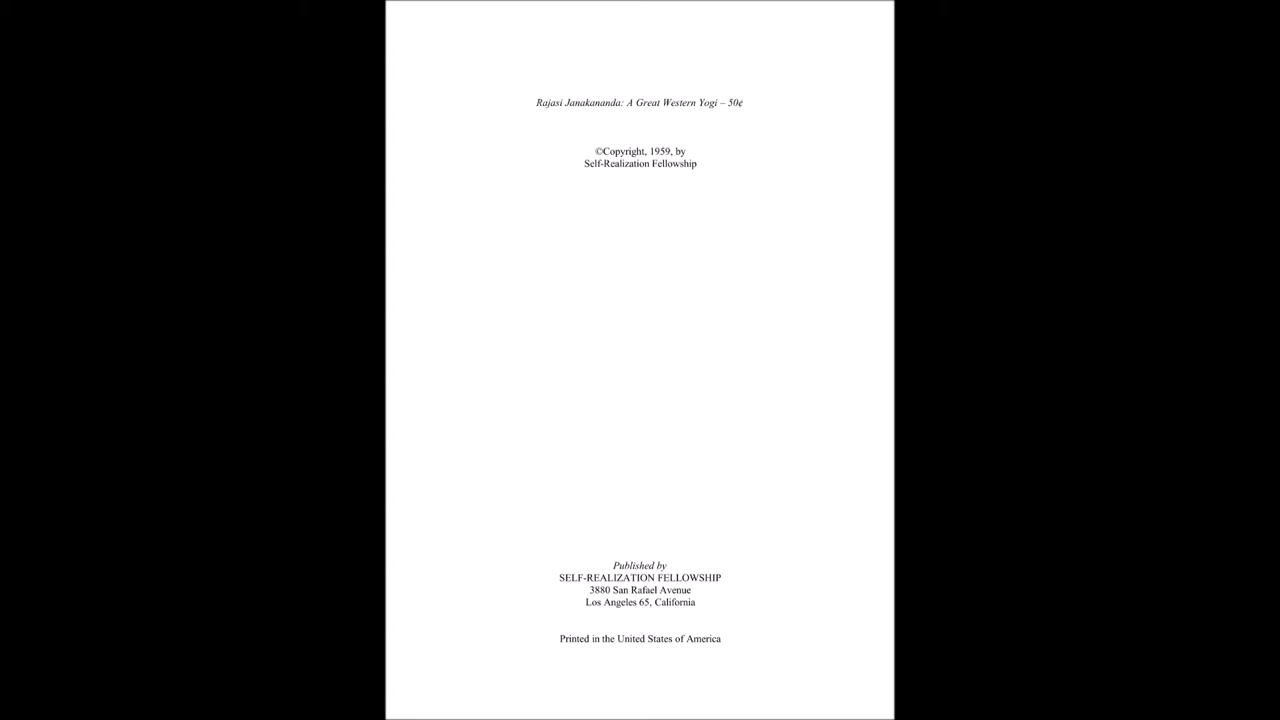 Rajasi Janakananda: A Great Western Yogi – 50¢
©Copyright, 1959, by
Self-Realization Fellowship
Published by
SELF-REALIZATION FELLOWSHIP
3880 San Rafael Avenue
Los Angeles 65, California
Printed in the United States of America